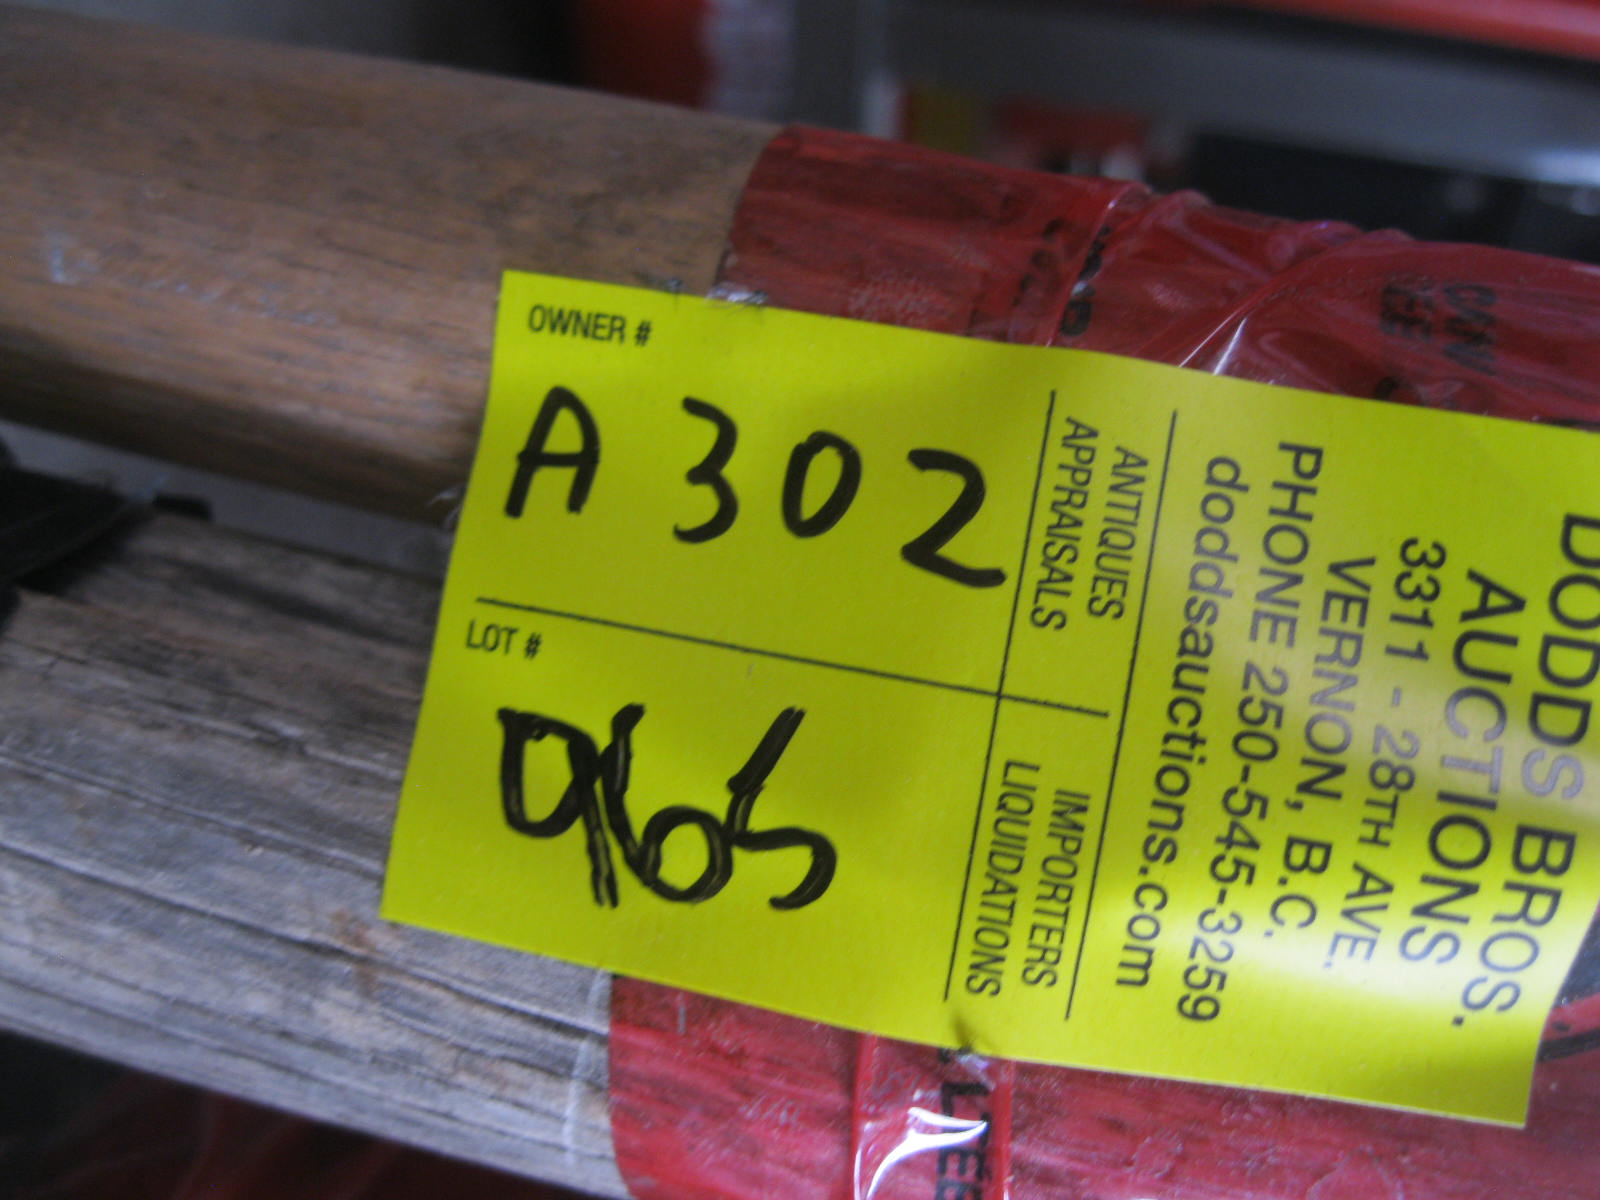 OWNER #
A 302
LOT #
965
ANTIQUES
APPRAISALS
IMPORTERS
LIQUIDATIONS
DODDS BROS.
AUCTIONS
3311 - 28TH AVE.
VERNON, B.C.
PHONE 250-545-3259
doddsauctions.com